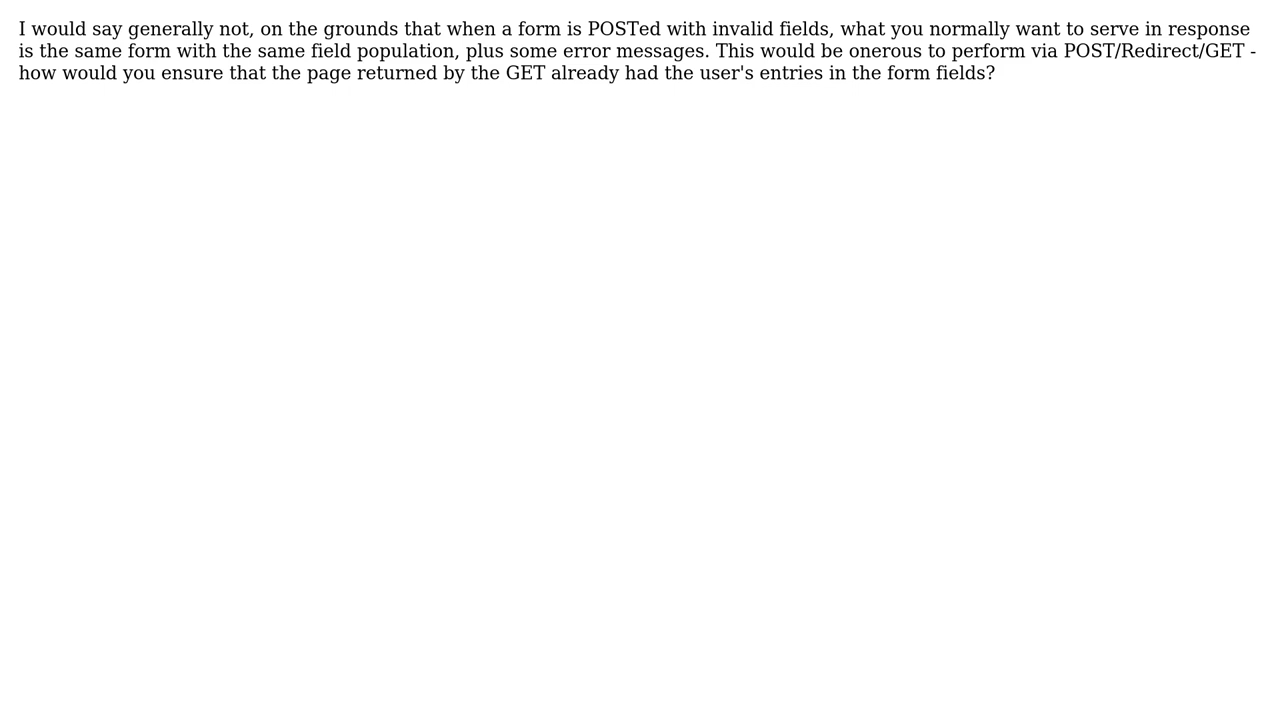 I would say generally not, on the grounds that when a form is POSTed with invalid fields, what you normally want to serve in response
is the same form with the same field population, plus some error messages. This would be onerous to perform via POST/Redirect/GET -
how would you ensure that the page returned by the GET already had the user's entries in the form fields?